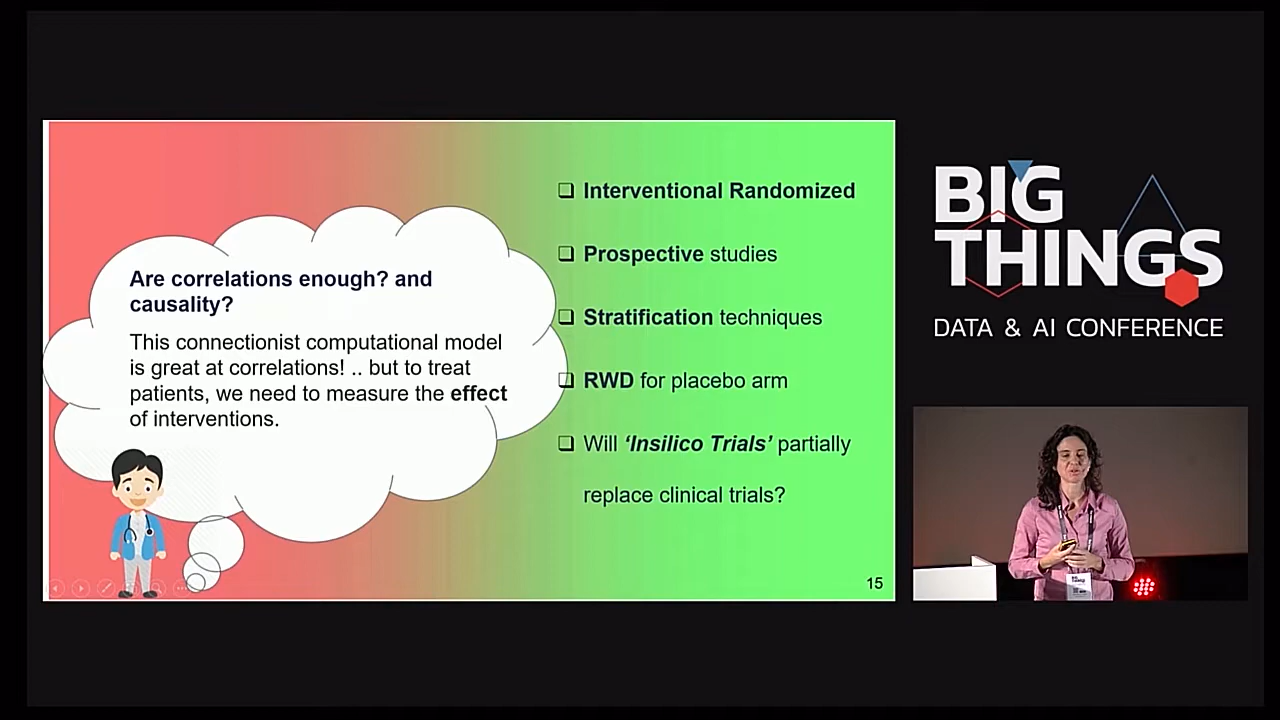 Are correlations enough? and
causality?
This connectionist computational model
is great at correlations! .. but to treat
patients, we need to measure the effect
of interventions.
Interventional Randomized
Prospective studies
Stratification techniques
RWD for placebo arm
Will ‘Insilico Trials’ partially
replace clinical trials?
15
BIG
THINGS
DATA & AI CONFERENCE
BIG
THINGS